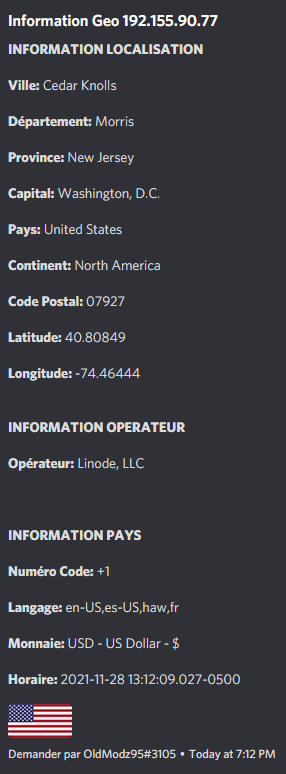 Information Geo 192.155.90.77
INFORMATION LOCALISATION
Ville: Cedar Knolls
Département: Morris
Province: New Jersey
Capital: Washington, D.C.
Pays: United States
Continent: North America
Code Postal: 07927
Latitude: 40.80849
Longitude: -74.46444
INFORMATION OPERATEUR
Opérateur: Linode, LLC
INFORMATION PAYS
Numéro Code: +1
Langage: en-US,es-US,haw,fr
Monnaie: USD - US Dollar - $
Horaire: 2021-11-28 13:12:09.027-0500
Demander par OldModz95#3105 • Today at 7:12 PM